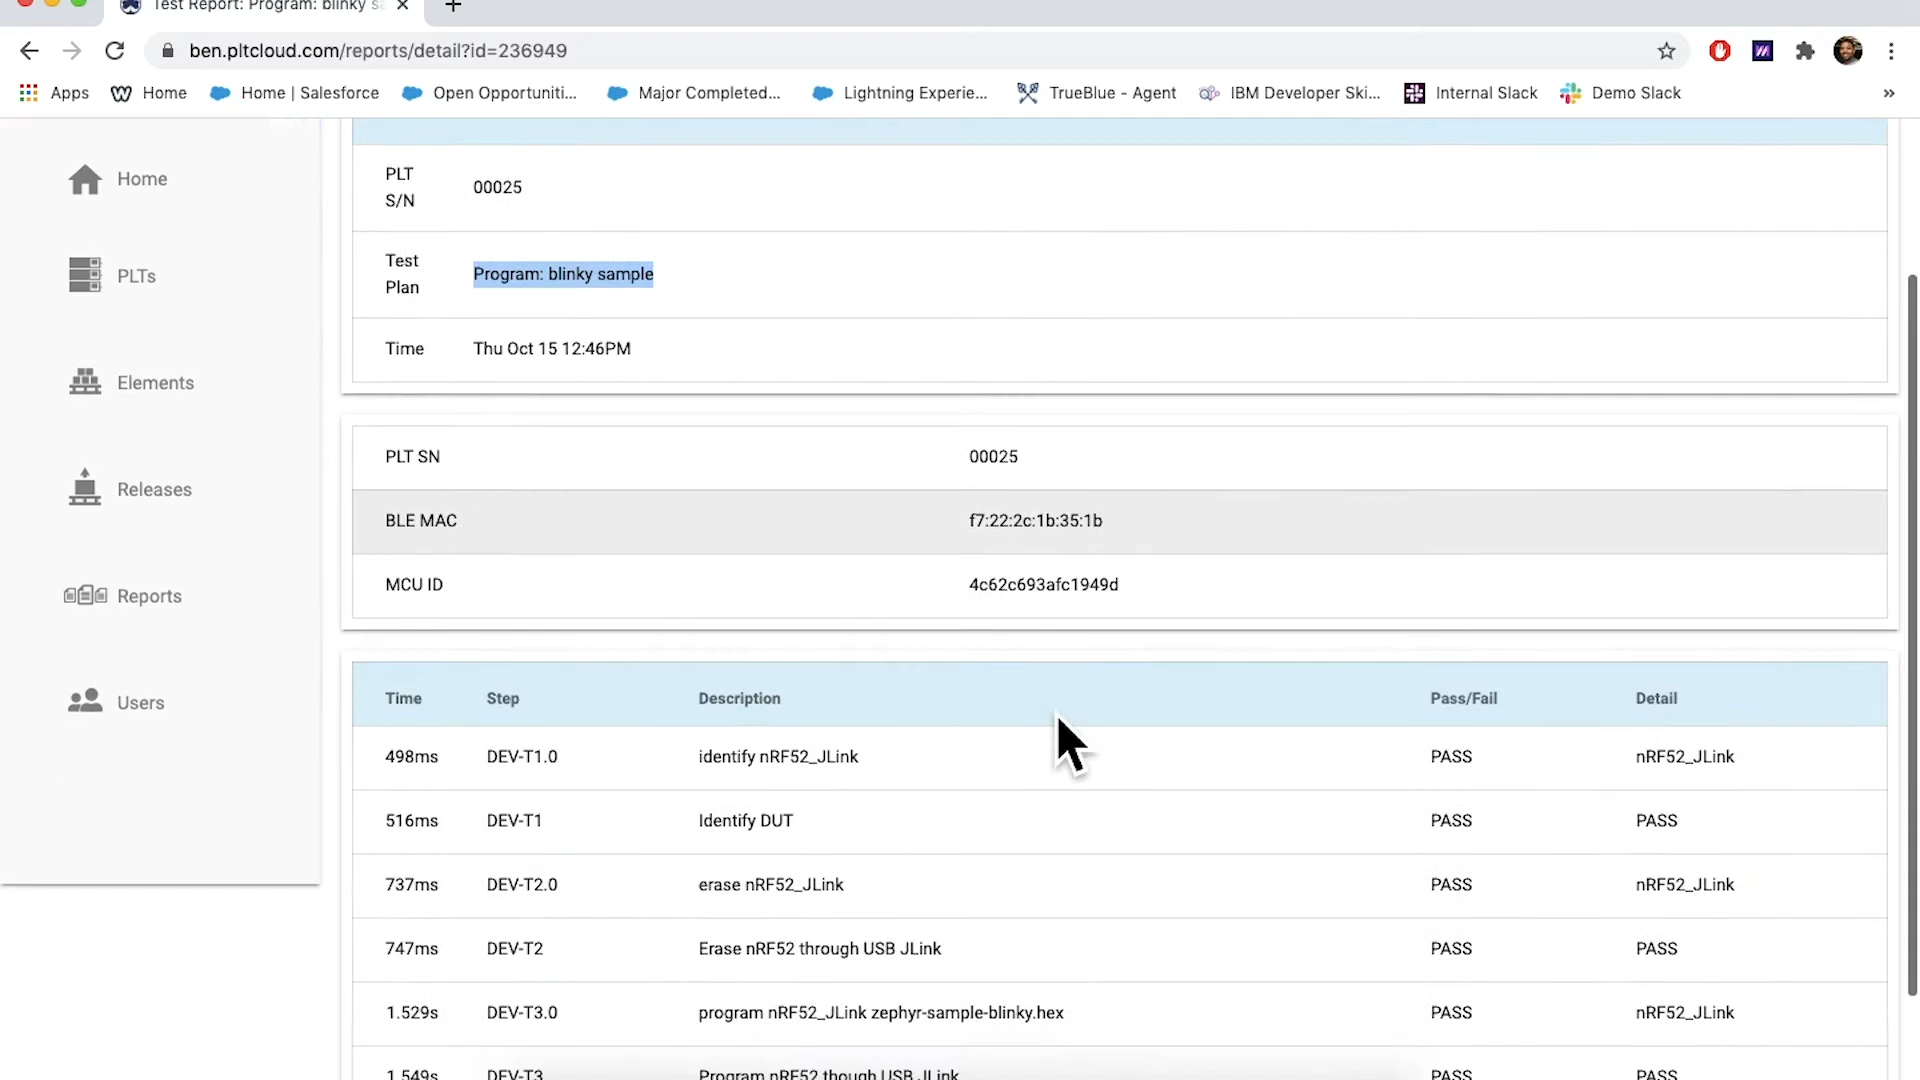 Test Report: Program: blinky sa
ben.pltcloud.com/reports/detail?id=236949
Apps Home Home | Salesforce Open Opportuniti... Major Completed... Lightning Experie... TrueBlue - Agent IBM Developer Ski... Internal Slack Demo Slack »
Home
PLTs
Elements
Releases
Reports
Users
PLT
S/N
00025
Test
Plan
Program: blinky sample
Time Thu Oct 15 12:46PM
PLT SN 00025
BLE MAC f7:22:2c:1b:35:1b
MCU ID 4c62c693afc1949d
Time Step Description Pass/Fail Detail
498ms DEV-T1.0 identify nRF52_JLink PASS nRF52_JLink
516ms DEV-T1 Identify DUT PASS PASS
737ms DEV-T2.0 erase nRF52_JLink PASS nRF52_JLink
747ms DEV-T2 Erase nRF52 through USB JLink PASS PASS
1.529s DEV-T3.0 program nRF52_JLink zephyr-sample-blinky.hex PASS nRF52_JLink
1.549s DEV-T3 Program nRF52 though USB JLink PASS PASS